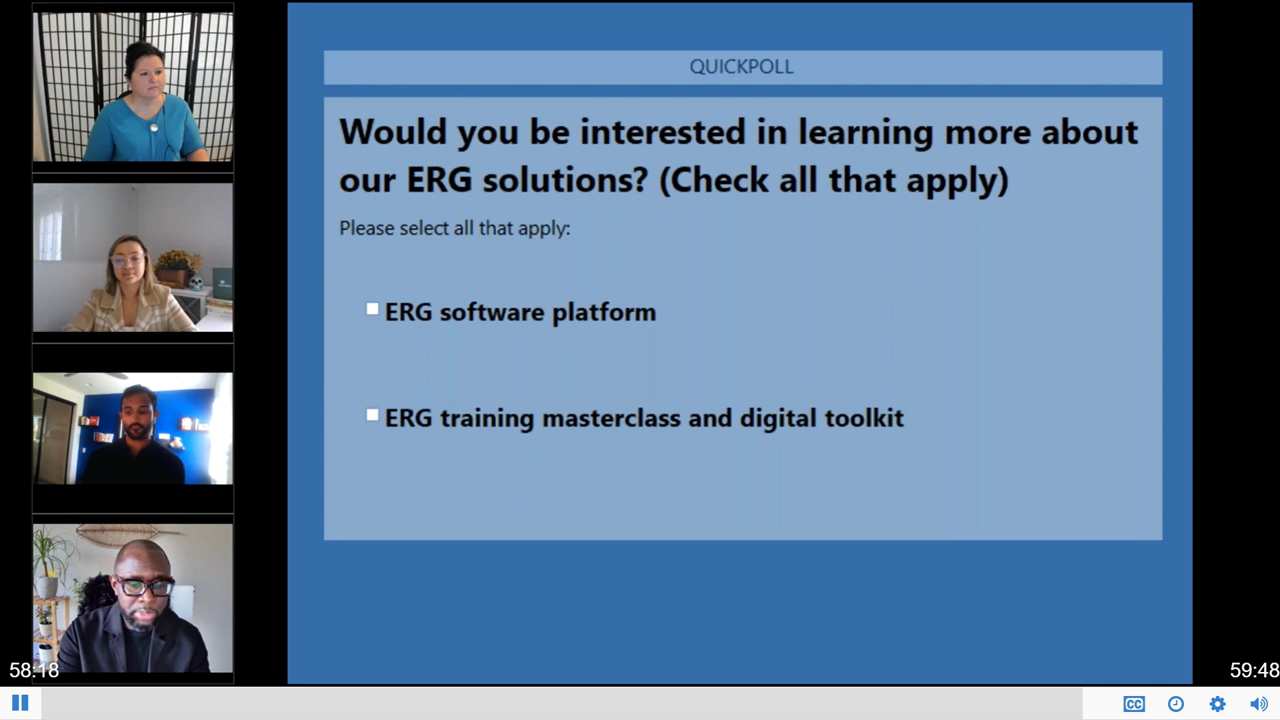 QUICKPOLL
Would you be interested in learning more about
our ERG solutions? (Check all that apply)
Please select all that apply:
ERG software platform
ERG training masterclass and digital toolkit
58:18
59:48
CC